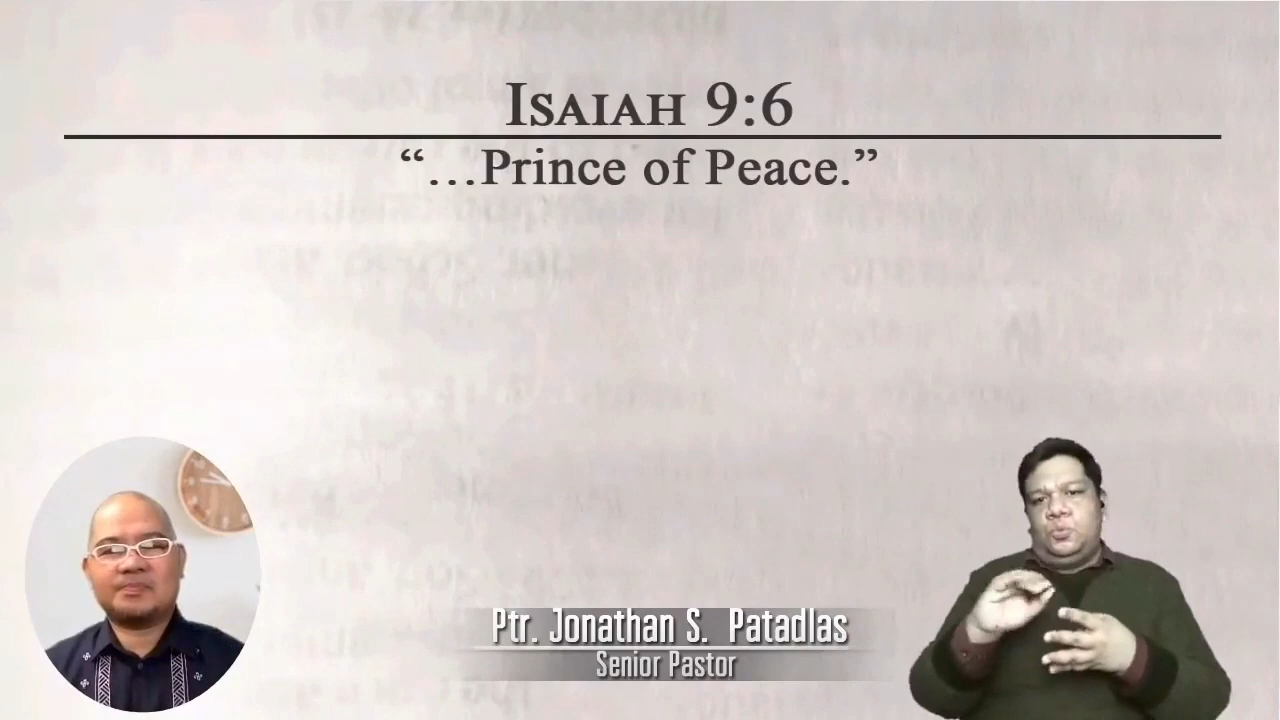 ISAIAH 9:6
“…Prince of Peace.”
Ptr. Jonathan S. Patadlas
Senior Pastor